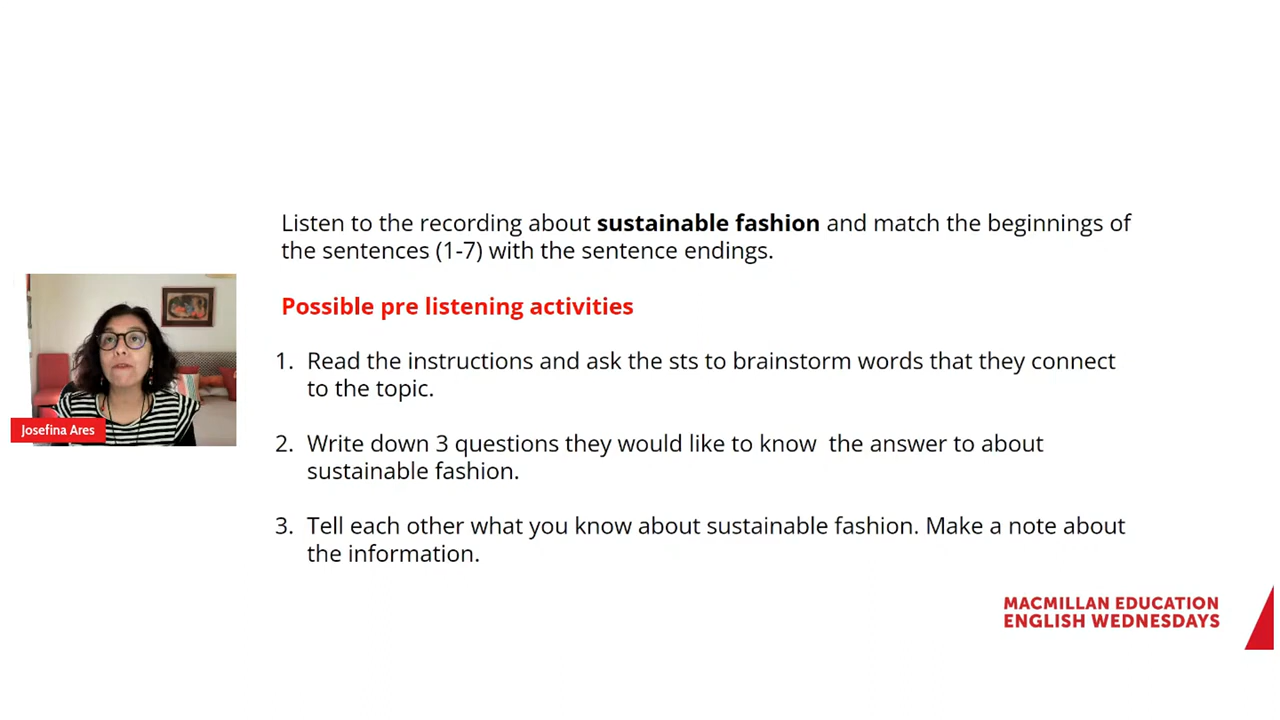 Listen to the recording about sustainable fashion and match the beginnings of
the sentences (1-7) with the sentence endings.
Possible pre listening activities
1. Read the instructions and ask the sts to brainstorm words that they connect
to the topic.
2. Write down 3 questions they would like to know  the answer to about
sustainable fashion.
3. Tell each other what you know about sustainable fashion. Make a note about
the information.
Josefina Ares
MACMILLAN EDUCATION
ENGLISH WEDNESDAYS